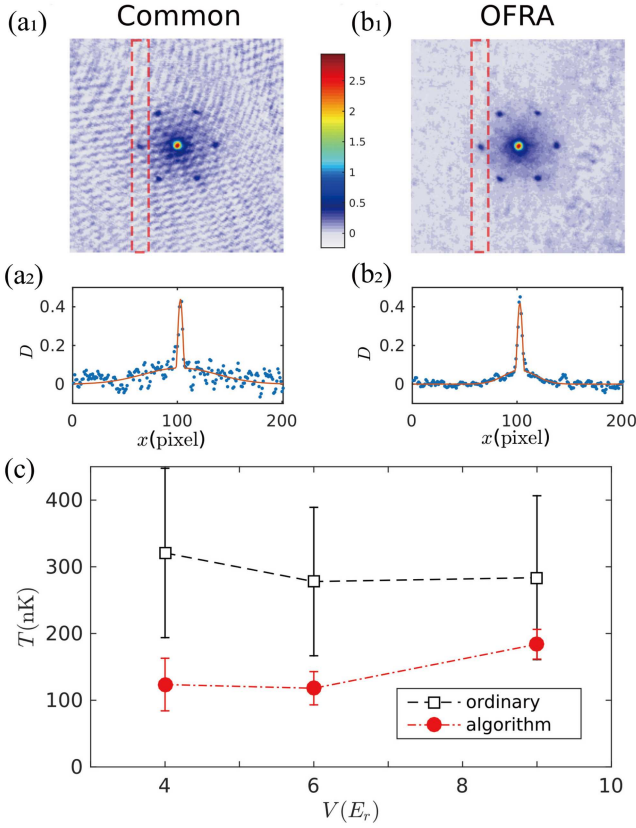 (a₁) Common
(b₁) OFRA
2.5
2
1.5
1
0.5
0
(a₂)
(b₂)
0.4
0.2
0
D
0 100 200
x(pixel)
0.4
0.2
0
D
0 100 200
x(pixel)
(c)
400
300
200
100
0
T(nK)
ordinary
algorithm
4 6 8 10
V(Eᵣ)